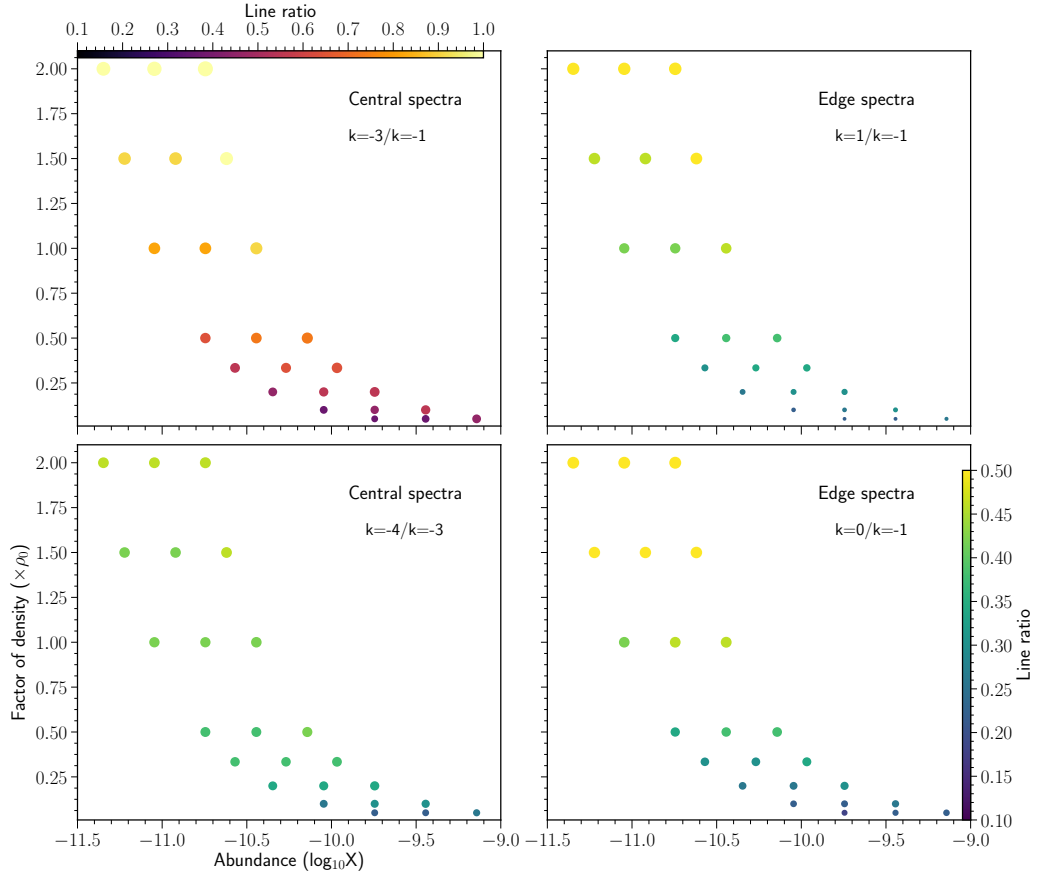 Line ratio
0.1 0.2 0.3 0.4 0.5 0.6 0.7 0.8 0.9 1.0
2.00
1.75
1.50
1.25
1.00
0.75
0.50
0.25
Central spectra
k=-3/k=-1
Edge spectra
k=1/k=-1
Factor of density (×ρ₀)
2.00
1.75
1.50
1.25
1.00
0.75
0.50
0.25
Central spectra
k=-4/k=-3
−11.5 −11.0 −10.5 −10.0 −9.5 −9.0
Abundance (log₁₀X)
Edge spectra
k=0/k=-1
−11.5 −11.0 −10.5 −10.0 −9.5 −9.0
0.50
0.45
0.40
0.35
0.30
0.25
0.20
0.15
0.10
Line ratio